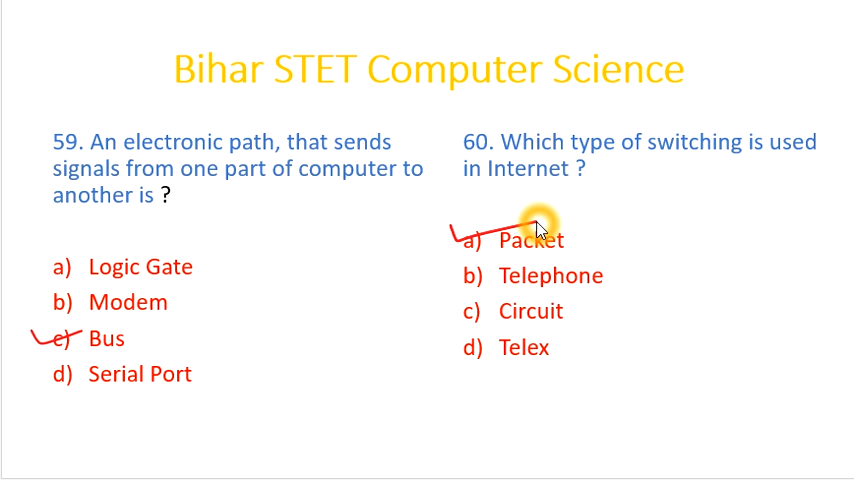 Bihar STET Computer Science
59. An electronic path, that sends
signals from one part of computer to
another is ?
a) Logic Gate
b) Modem
c) Bus
d) Serial Port
60. Which type of switching is used
in Internet ?
a) Packet
b) Telephone
c) Circuit
d) Telex